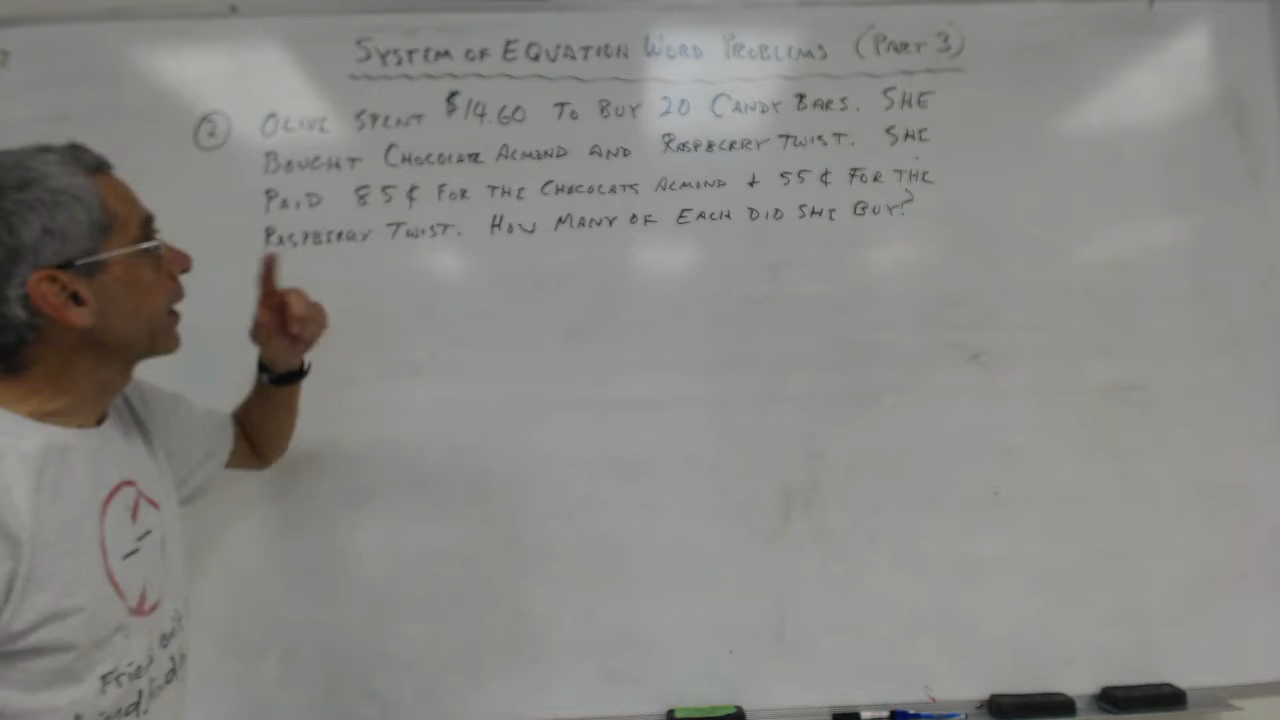 SYSTEM OF EQUATION WORD PROBLEMS (PART 3)
② OLIVE SPENT $14.60 TO BUY 20 CANDY BARS. SHE
BOUGHT CHOCOLATE ALMOND AND RASPBERRY TWIST. SHE
PAID 85¢ FOR THE CHOCOLATE ALMOND + 55¢ FOR THE
RASPBERRY TWIST. HOW MANY OF EACH DID SHE BUY?